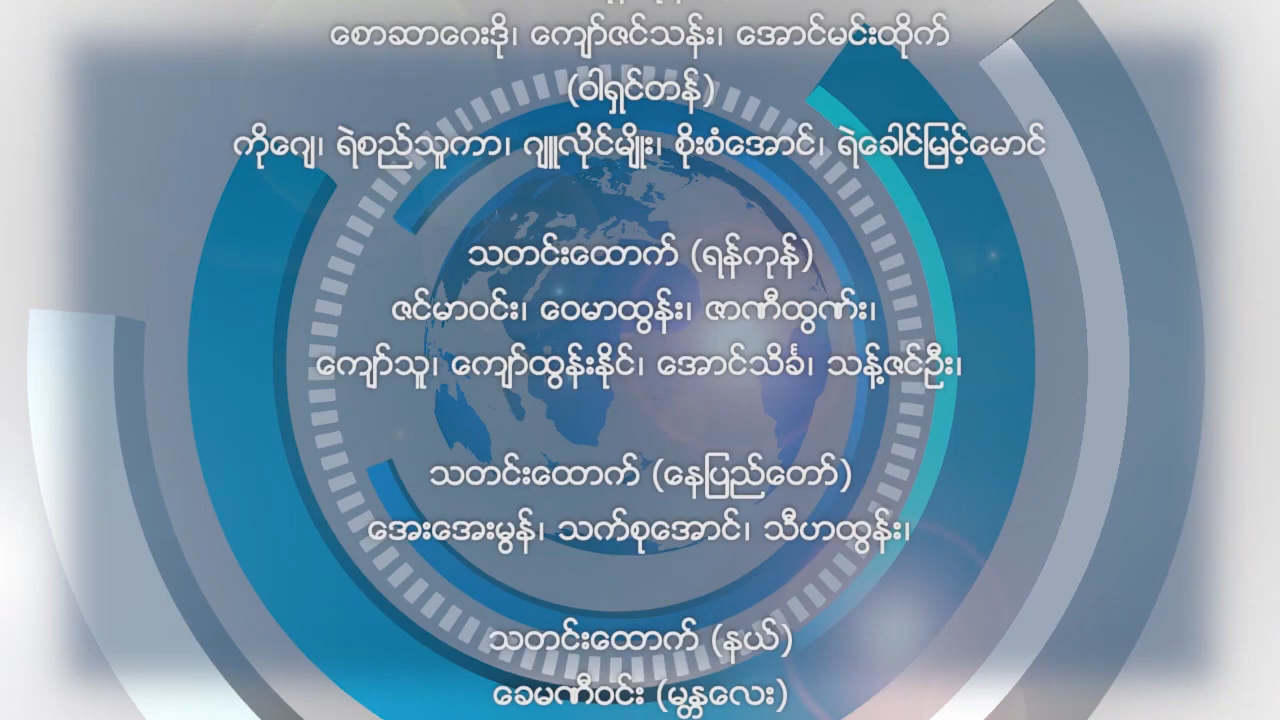 စောဆာဂေးဒို၊ ကျော်ဇင်သန်း၊ အောင်မင်းထိုက်
(ဝါရှင်တန်)
ကိုဂျေ၊ ရဲစည်သူကာ၊ ဂျူလိုင်မျိုး၊ စိုးစံအောင်၊ ရဲခေါင်မြင့်မောင်
သတင်းထောက် (ရန်ကုန်)
ဇင်မာဝင်း၊ ဝေမာထွန်း၊ ဇာဏီထွဏ်း၊
ကျော်သူ၊ ကျော်ထွန်းနိုင်၊ အောင်သိင်္ခ၊ သန့်ဇင်ဦး၊
သတင်းထောက် (နေပြည်တော်)
အေးအေးမွန်၊ သက်စုအောင်၊ သီဟထွန်း၊
သတင်းထောက် (နယ်)
ခေမဏီဝင်း (မန္တလေး)